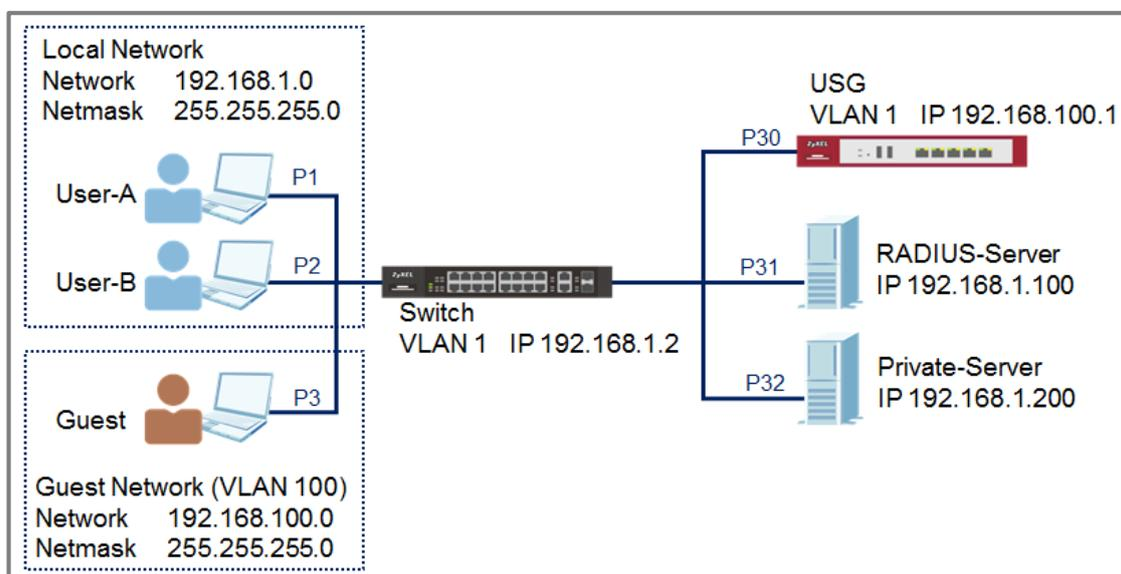 Local Network
Network 192.168.1.0
Netmask 255.255.255.0
User-A
P1
User-B
P2
Guest
P3
Guest Network (VLAN 100)
Network 192.168.100.0
Netmask 255.255.255.0
ZyXEL
Switch
VLAN 1 IP 192.168.1.2
USG
VLAN 1 IP 192.168.100.1
P30
ZyXEL
P31
RADIUS-Server
IP 192.168.1.100
P32
Private-Server
IP 192.168.1.200